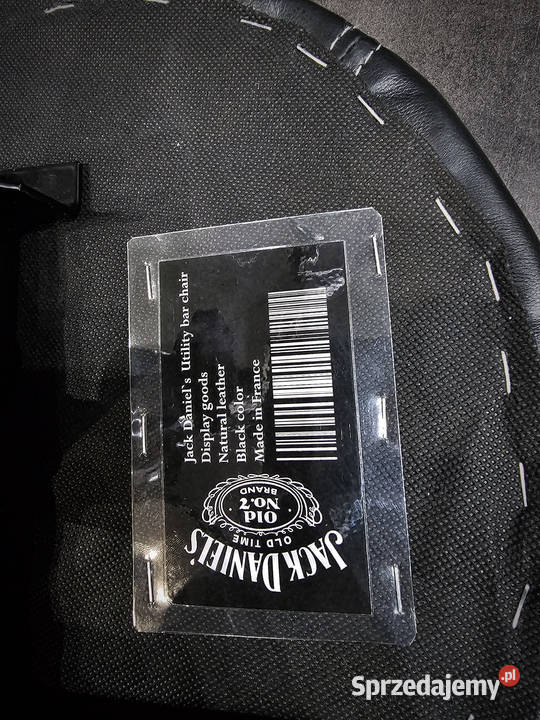 JACK DANIEL'S
OLD TIME
Old
No.7
BRAND
Jack Daniel`s Utility bar chair
Display goods
Natural leather
Black color
Made in France
Sprzedajemy.pl